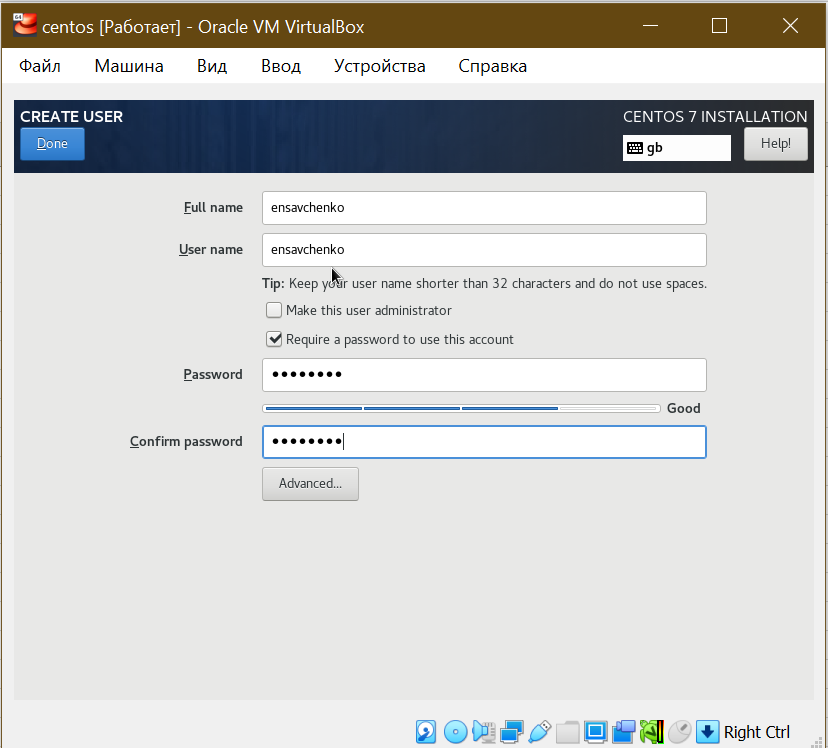 centos [Работает] - Oracle VM VirtualBox
Файл Машина Вид Ввод Устройства Справка
CREATE USER CENTOS 7 INSTALLATION
Done gb Help!
Full name ensavchenko
User name ensavchenko
Tip: Keep your user name shorter than 32 characters and do not use spaces.
Make this user administrator
Require a password to use this account
Password ●●●●●●●●
Good
Confirm password ●●●●●●●●
Advanced...
Right Ctrl